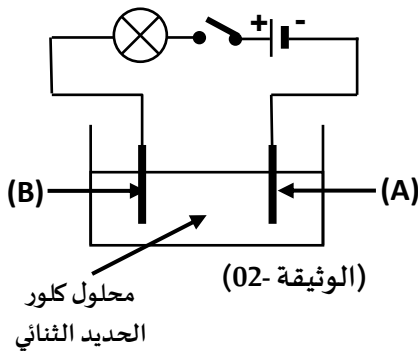 + -
(B)
(A)
(الوثيقة -02)
محلول كلور
الحديد الثنائي